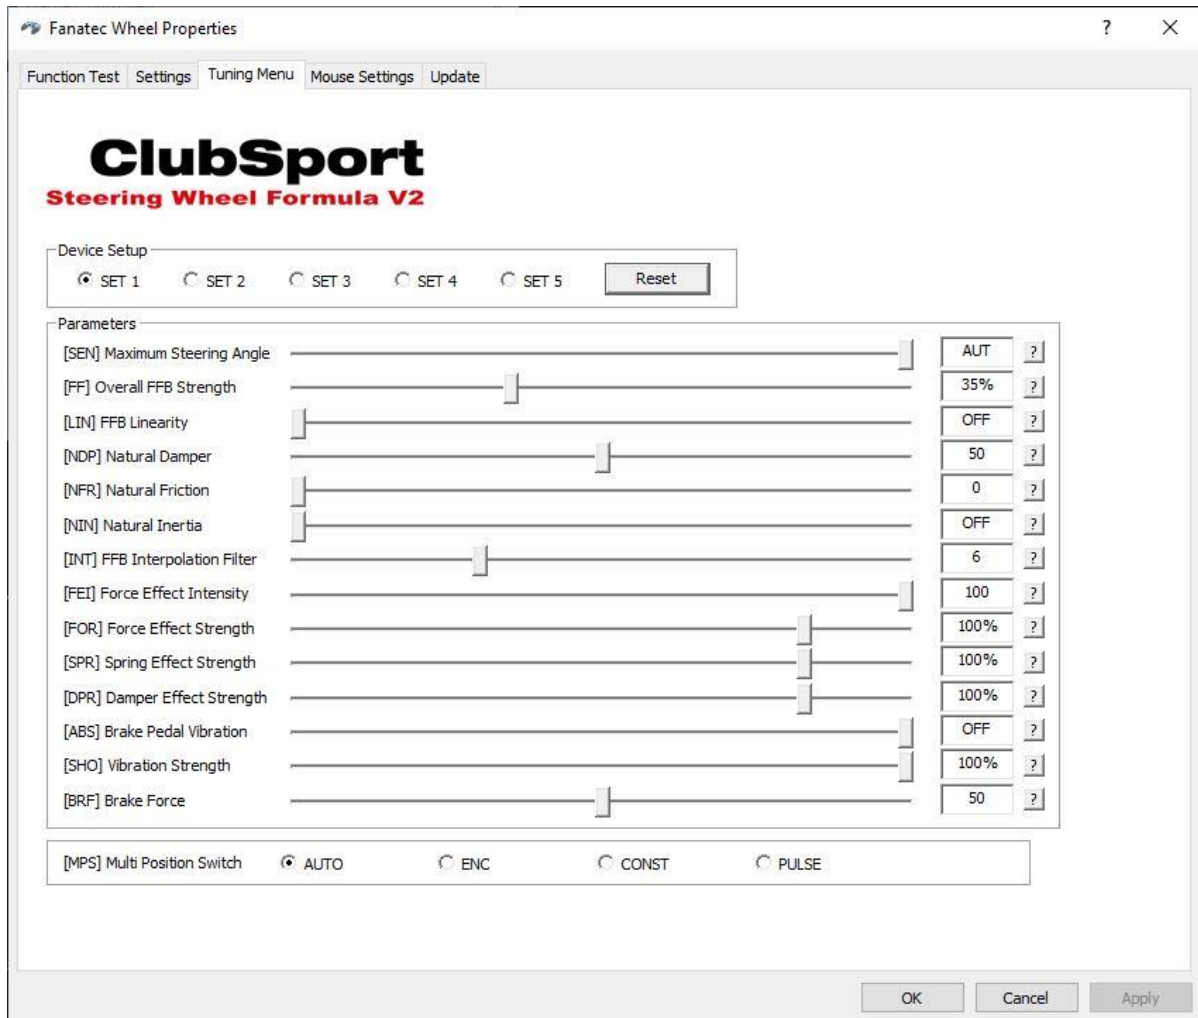 Fanatec Wheel Properties
?
Function Test Settings Tuning Menu Mouse Settings Update
ClubSport
Steering Wheel Formula V2
Device Setup
SET 1 SET 2 SET 3 SET 4 SET 5 Reset
Parameters
[SEN] Maximum Steering Angle AUT ?
[FF] Overall FFB Strength 35% ?
[LIN] FFB Linearity OFF ?
[NDP] Natural Damper 50 ?
[NFR] Natural Friction 0 ?
[NIN] Natural Inertia OFF ?
[INT] FFB Interpolation Filter 6 ?
[FEI] Force Effect Intensity 100 ?
[FOR] Force Effect Strength 100% ?
[SPR] Spring Effect Strength 100% ?
[DPR] Damper Effect Strength 100% ?
[ABS] Brake Pedal Vibration OFF ?
[SHO] Vibration Strength 100% ?
[BRF] Brake Force 50 ?
[MPS] Multi Position Switch AUTO ENC CONST PULSE
OK Cancel Apply